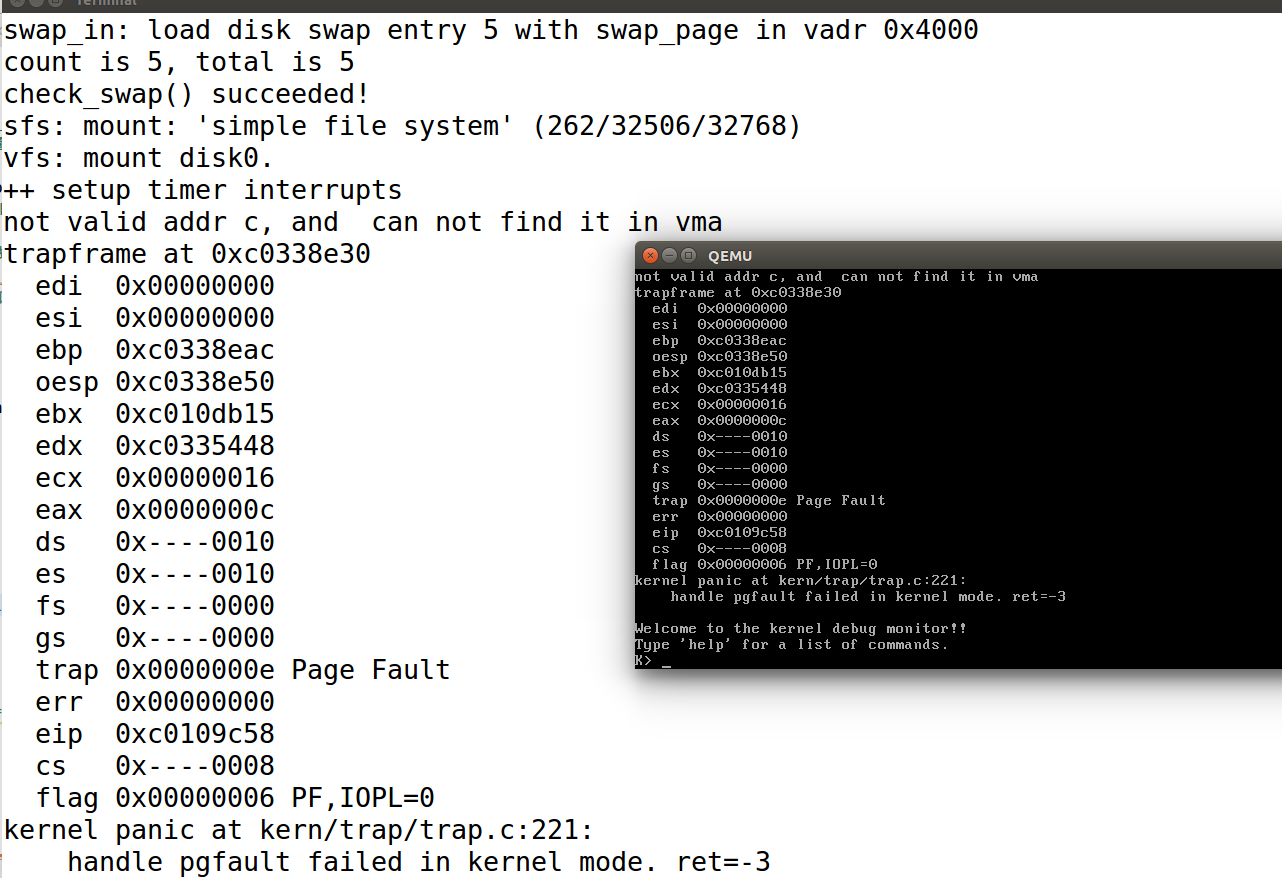 Terminal
swap_in: load disk swap entry 5 with swap_page in vadr 0x4000
count is 5, total is 5
check_swap() succeeded!
sfs: mount: 'simple file system' (262/32506/32768)
vfs: mount disk0.
++ setup timer interrupts
not valid addr c, and  can not find it in vma
trapframe at 0xc0338e30
  edi  0x00000000
  esi  0x00000000
  ebp  0xc0338eac
  oesp 0xc0338e50
  ebx  0xc010db15
  edx  0xc0335448
  ecx  0x00000016
  eax  0x0000000c
  ds   0x----0010
  es   0x----0010
  fs   0x----0000
  gs   0x----0000
  trap 0x0000000e Page Fault
  err  0x00000000
  eip  0xc0109c58
  cs   0x----0008
  flag 0x00000006 PF,IOPL=0
kernel panic at kern/trap/trap.c:221:
    handle pgfault failed in kernel mode. ret=-3
QEMU
not valid addr c, and  can not find it in vma
trapframe at 0xc0338e30
  edi  0x00000000
  esi  0x00000000
  ebp  0xc0338eac
  oesp 0xc0338e50
  ebx  0xc010db15
  edx  0xc0335448
  ecx  0x00000016
  eax  0x0000000c
  ds   0x----0010
  es   0x----0010
  fs   0x----0000
  gs   0x----0000
  trap 0x0000000e Page Fault
  err  0x00000000
  eip  0xc0109c58
  cs   0x----0008
  flag 0x00000006 PF,IOPL=0
kernel panic at kern/trap/trap.c:221:
    handle pgfault failed in kernel mode. ret=-3
Welcome to the kernel debug monitor!!
Type 'help' for a list of commands.
K> _